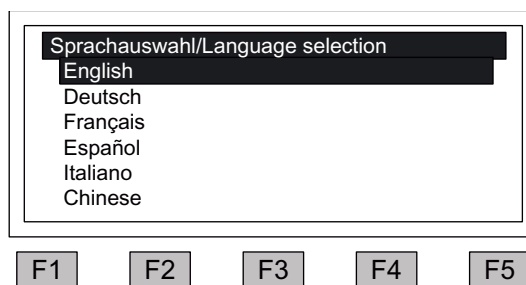 Sprachauswahl/Language selection
English
Deutsch
Français
Español
Italiano
Chinese
F1 F2 F3 F4 F5